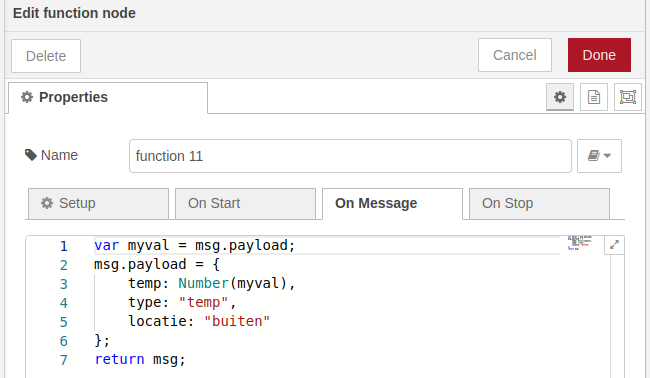 Edit function node
Delete
Cancel
Done
Properties
Name
function 11
Setup
On Start
On Message
On Stop
1 var myval = msg.payload;
2 msg.payload = {
3     temp: Number(myval),
4     type: "temp",
5     locatie: "buiten"
6 };
7 return msg;